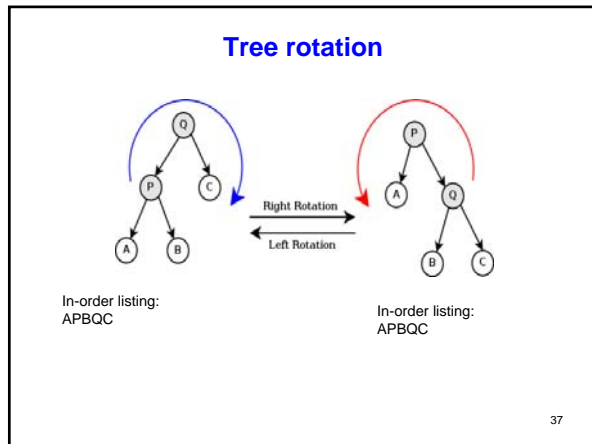 Tree rotation
Q
P
C
A
B
Right Rotation
Left Rotation
P
A
Q
B
C
In-order listing:
APBQC
In-order listing:
APBQC
37